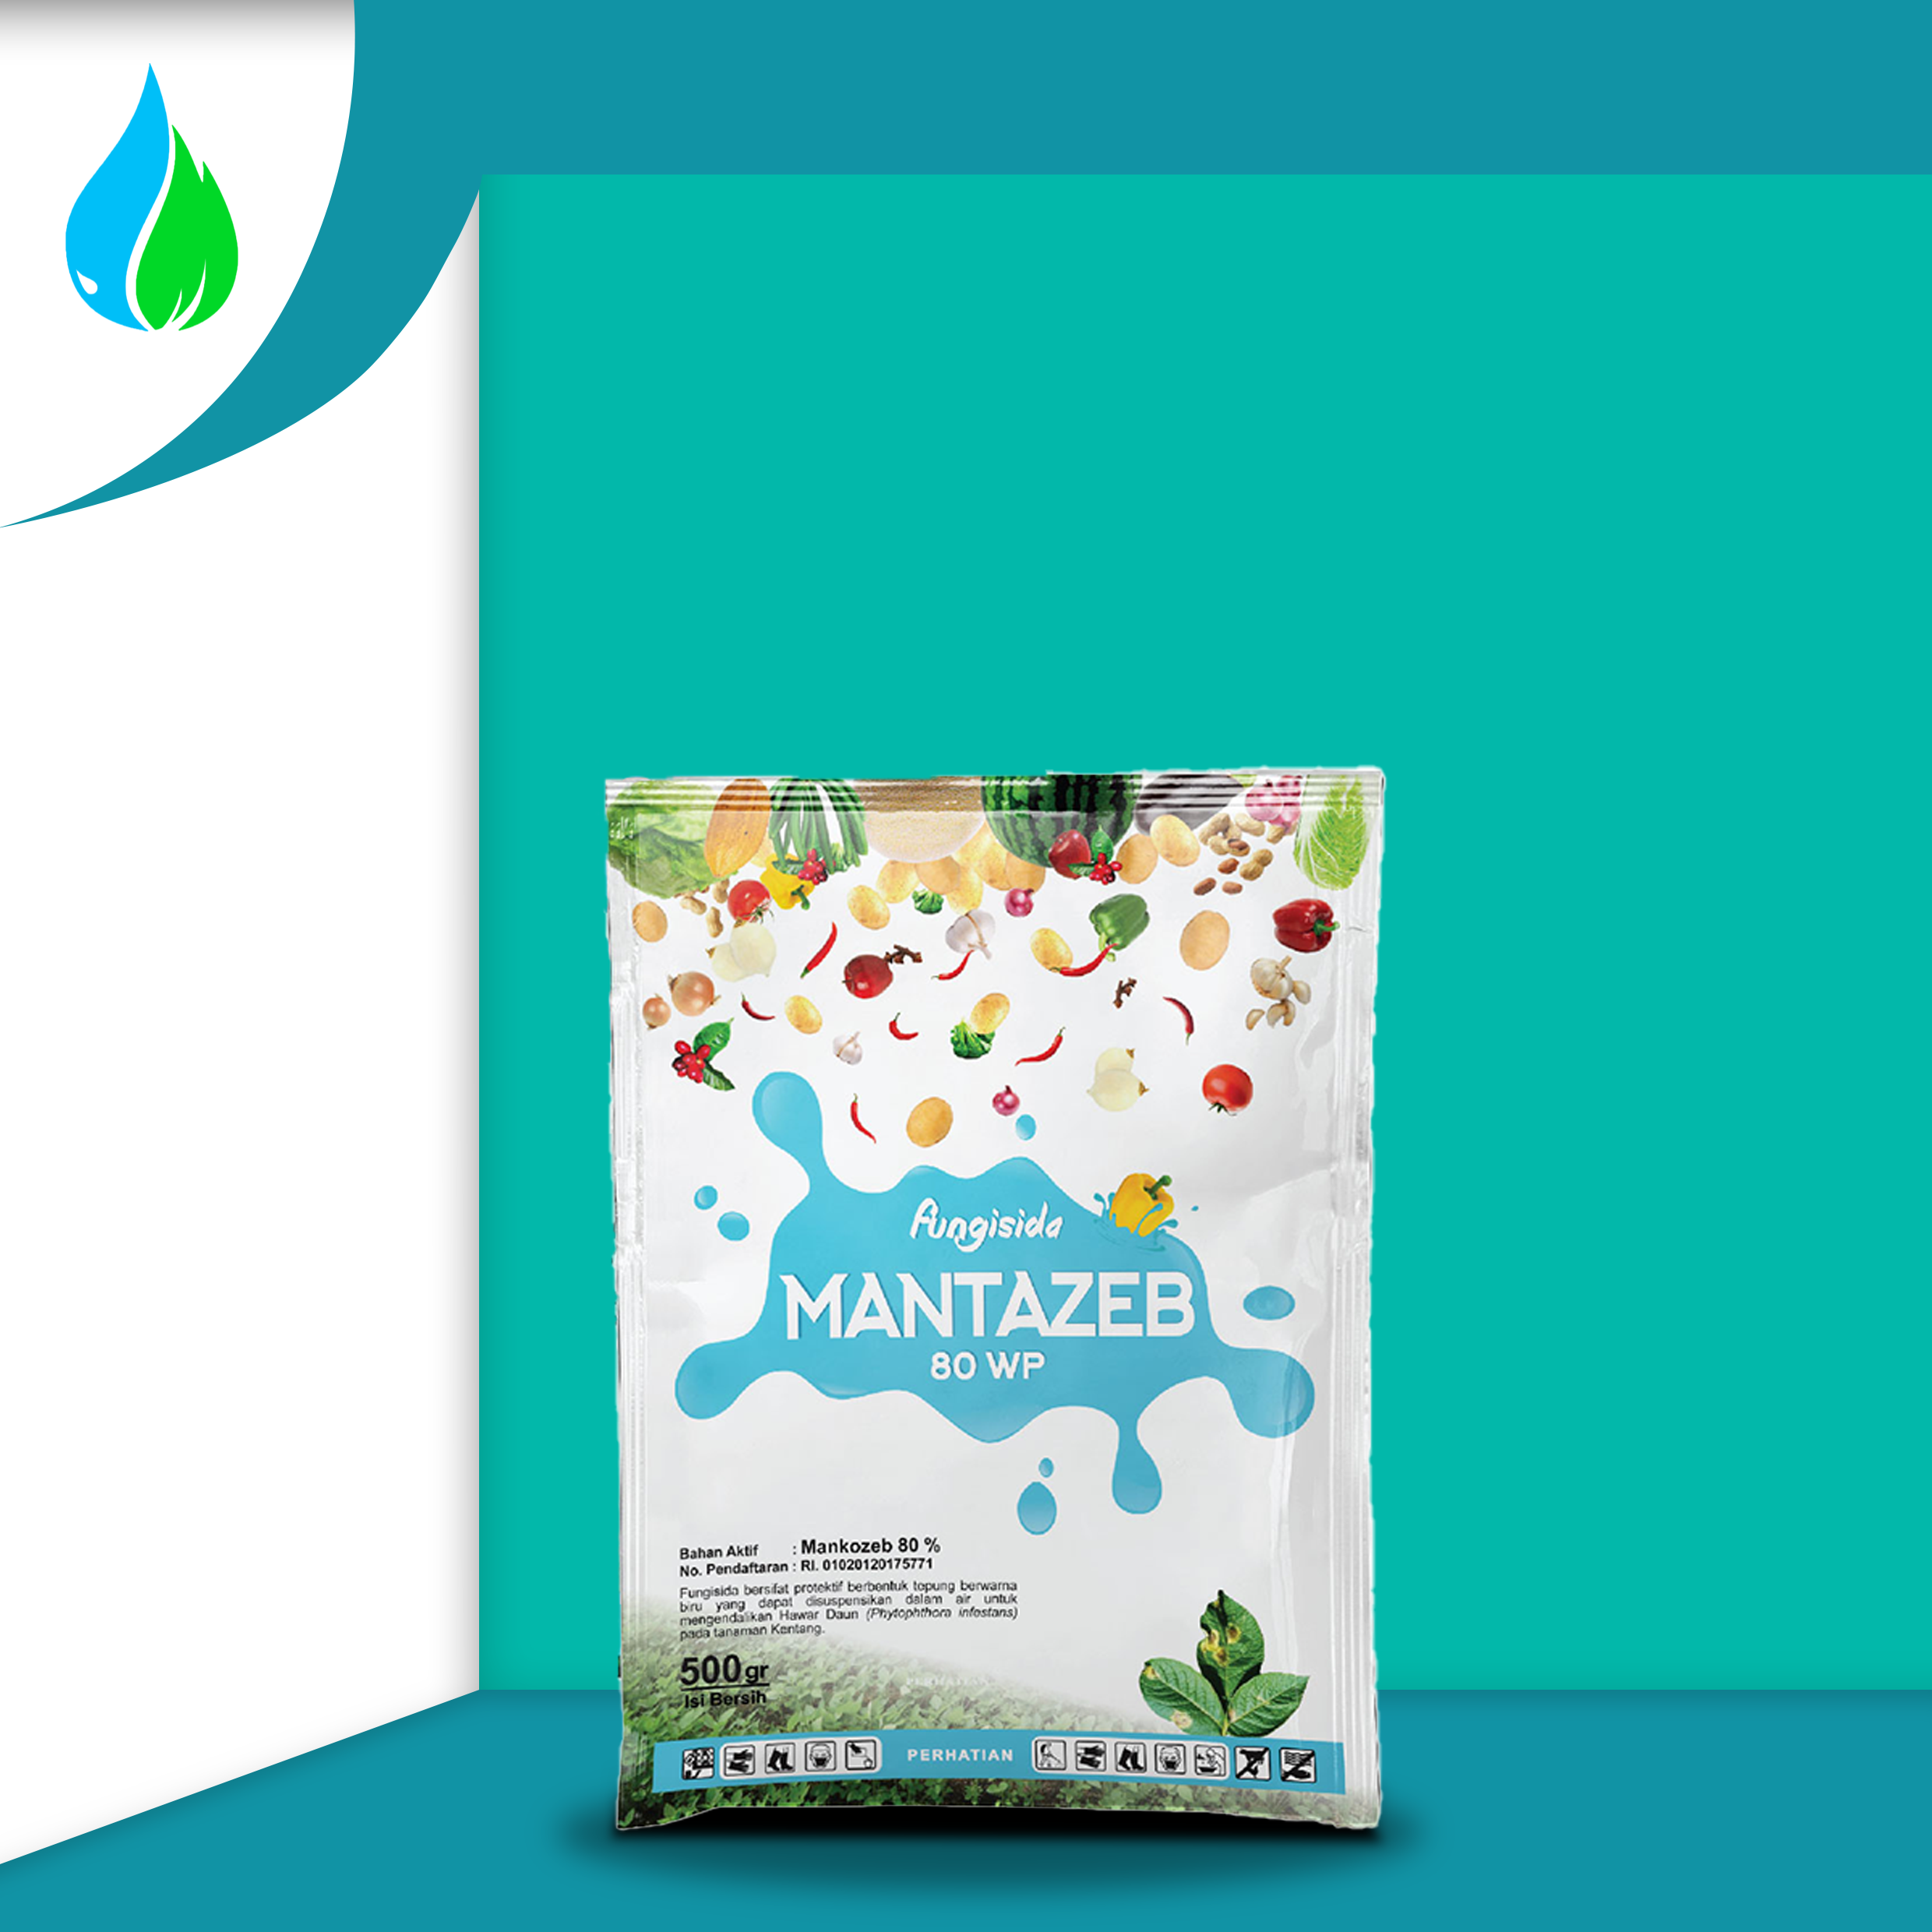 Fungisida
MANTAZEB
80 WP
Bahan Aktif : Mankozeb 80 %
No. Pendaftaran : RI. 01020120175771
Fungisida bersifat protektif berbentuk tepung berwarna
biru yang dapat disuspensikan dalam air untuk
mengendalikan Hawar Daun (Phytophthora infestans)
pada tanaman Kentang.
500gr
Isi Bersih
PERHATIAN